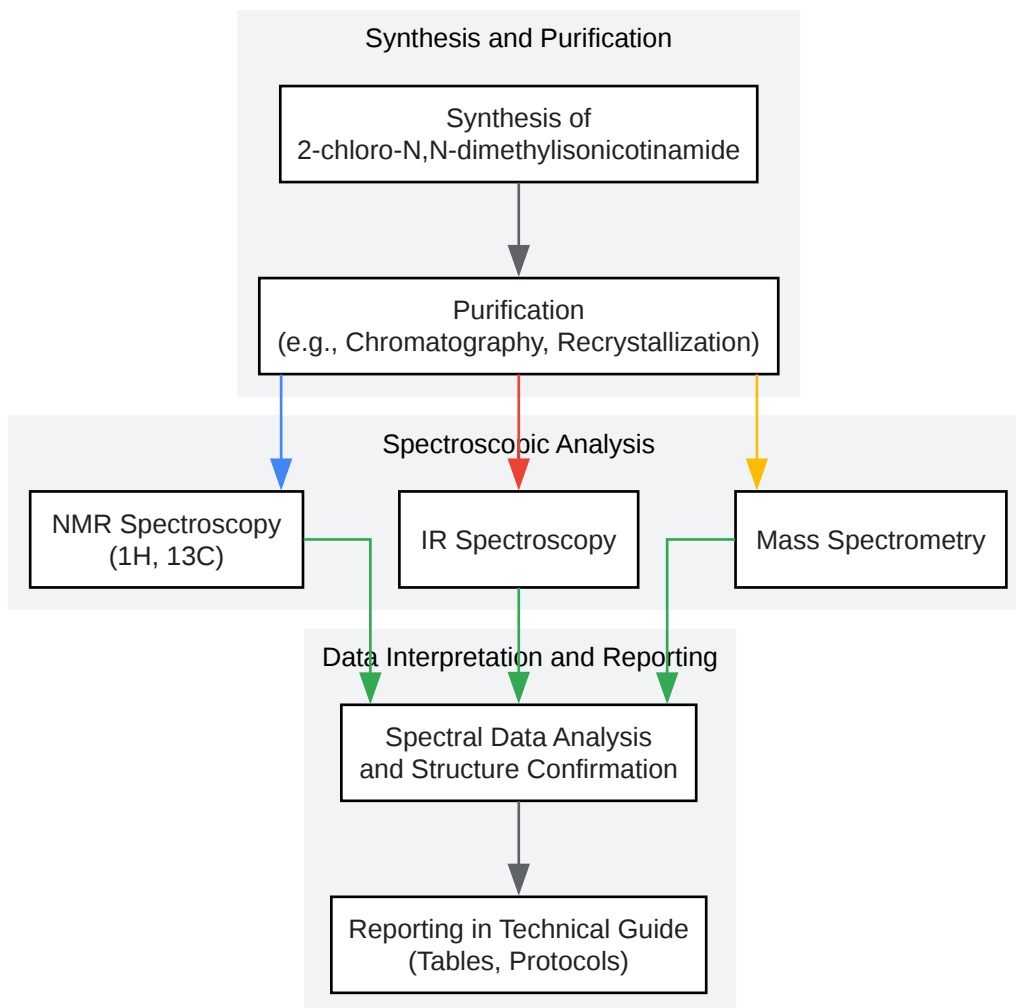 Synthesis and Purification
Synthesis of
2-chloro-N,N-dimethylisonicotinamide
Purification
(e.g., Chromatography, Recrystallization)
Spectroscopic Analysis
NMR Spectroscopy
(1H, 13C)
IR Spectroscopy
Mass Spectrometry
Data Interpretation and Reporting
Spectral Data Analysis
and Structure Confirmation
Reporting in Technical Guide
(Tables, Protocols)